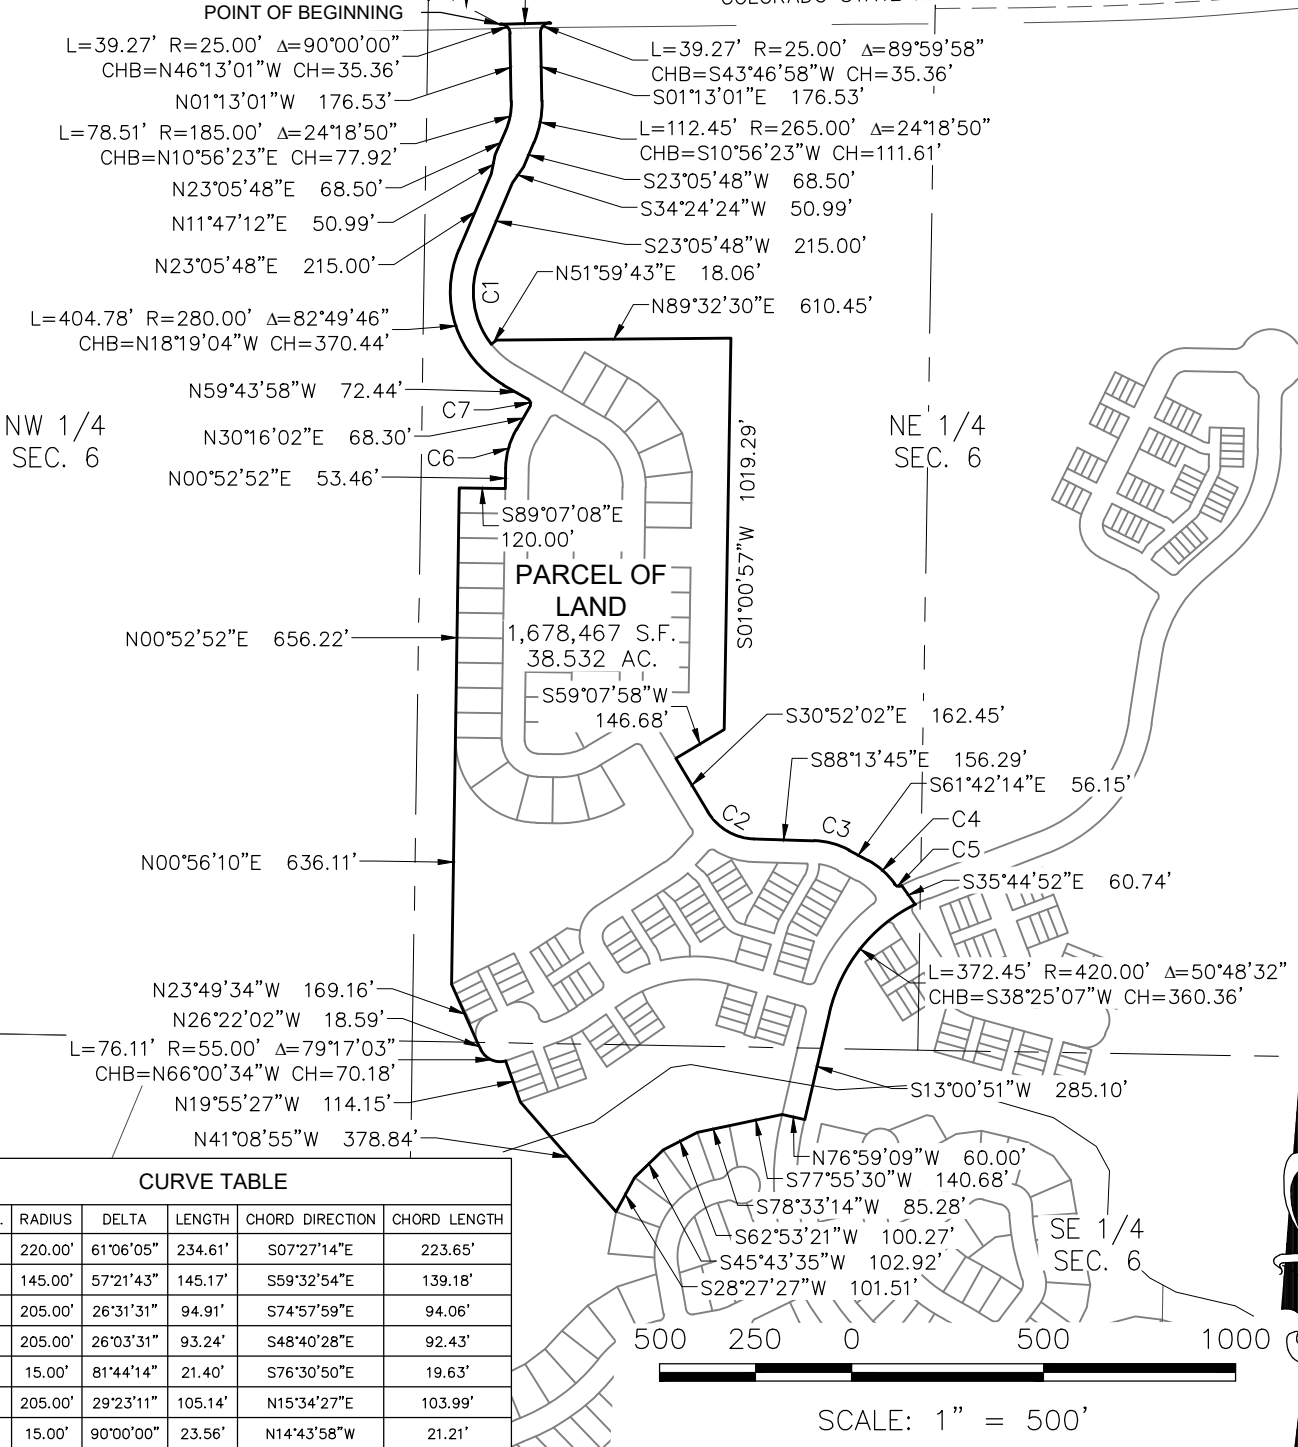 POINT OF BEGINNING
L=39.27' R=25.00' Δ=90°00'00"
CHB=N46°13'01"W CH=35.36'
N01°13'01"W 176.53'
L=78.51' R=185.00' Δ=24°18'50"
CHB=N10°56'23"E CH=77.92'
N23°05'48"E 68.50'
N11°47'12"E 50.99'
N23°05'48"E 215.00'
L=404.78' R=280.00' Δ=82°49'46"
CHB=N18°19'04"W CH=370.44'
N59°43'58"W 72.44'
C7
N30°16'02"E 68.30'
C6
N00°52'52"E 53.46'
L=39.27' R=25.00' Δ=89°59'58"
CHB=S43°46'58"W CH=35.36'
S01°13'01"E 176.53'
L=112.45' R=265.00' Δ=24°18'50"
CHB=S10°56'23"W CH=111.61'
S23°05'48"W 68.50'
S34°24'24"W 50.99'
S23°05'48"W 215.00'
C1
N51°59'43"E 18.06'
N89°32'30"E 610.45'
NW 1/4
SEC. 6
NE 1/4
SEC. 6
S01°00'57"W 1019.29'
S89°07'08"E
120.00'
PARCEL OF
LAND
1,678,467 S.F.
38.532 AC.
S59°07'58"W
146.68'
N00°52'52"E 656.22'
S30°52'02"E 162.45'
S88°13'45"E 156.29'
S61°42'14"E 56.15'
C2
C3
C4
C5
S35°44'52"E 60.74'
N00°56'10"E 636.11'
L=372.45' R=420.00' Δ=50°48'32"
CHB=S38°25'07"W CH=360.36'
N23°49'34"W 169.16'
N26°22'02"W 18.59'
L=76.11' R=55.00' Δ=79°17'03"
CHB=N66°00'34"W CH=70.18'
N19°55'27"W 114.15'
N41°08'55"W 378.84'
S13°00'51"W 285.10'
N76°59'09"W 60.00'
S77°55'30"W 140.68'
S78°33'14"W 85.28'
S62°53'21"W 100.27'
S45°43'35"W 102.92'
S28°27'27"W 101.51'
SE 1/4
SEC. 6
CURVE TABLE
RADIUS DELTA LENGTH CHORD DIRECTION CHORD LENGTH
220.00' 61°06'05" 234.61' S07°27'14"E 223.65'
145.00' 57°21'43" 145.17' S59°32'54"E 139.18'
205.00' 26°31'31" 94.91' S74°57'59"E 94.06'
205.00' 26°03'31" 93.24' S48°40'28"E 92.43'
15.00' 81°44'14" 21.40' S76°30'50"E 19.63'
205.00' 29°23'11" 105.14' N15°34'27"E 103.99'
15.00' 90°00'00" 23.56' N14°43'58"W 21.21'
500 250 0 500 1000
SCALE: 1" = 500'